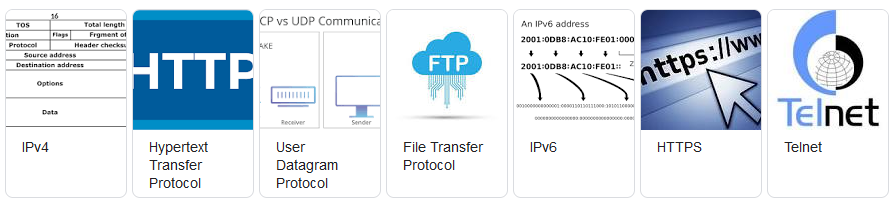 16
TOS Total length
tion Flags Frgment of
Protocol Header checksu
Source address
Destination address
Options
Data
IPv4
HTTP
Hypertext
Transfer
Protocol
CP vs UDP Communica
AKE
Receiver
Sender
User
Datagram
Protocol
FTP
File Transfer
Protocol
An IPv6 address
2001:0DB8:AC10:FE01:000
2001:0DB8:AC10:FE01::
IPv6
https://ww
HTTPS
Telnet
Telnet